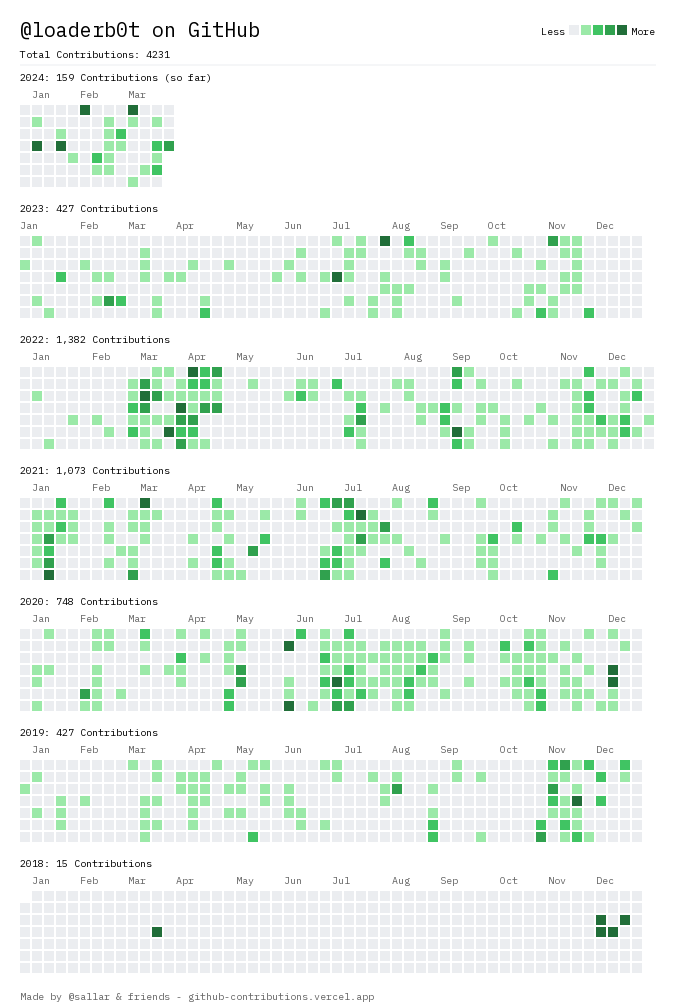 @loaderb0t on GitHub
Less More
Total Contributions: 4231
2024: 159 Contributions (so far)
Jan Feb Mar
2023: 427 Contributions
Jan Feb Mar Apr May Jun Jul Aug Sep Oct Nov Dec
2022: 1,382 Contributions
Jan Feb Mar Apr May Jun Jul Aug Sep Oct Nov Dec
2021: 1,073 Contributions
Jan Feb Mar Apr May Jun Jul Aug Sep Oct Nov Dec
2020: 748 Contributions
Jan Feb Mar Apr May Jun Jul Aug Sep Oct Nov Dec
2019: 427 Contributions
Jan Feb Mar Apr May Jun Jul Aug Sep Oct Nov Dec
2018: 15 Contributions
Jan Feb Mar Apr May Jun Jul Aug Sep Oct Nov Dec
Made by @sallar & friends - github-contributions.vercel.app